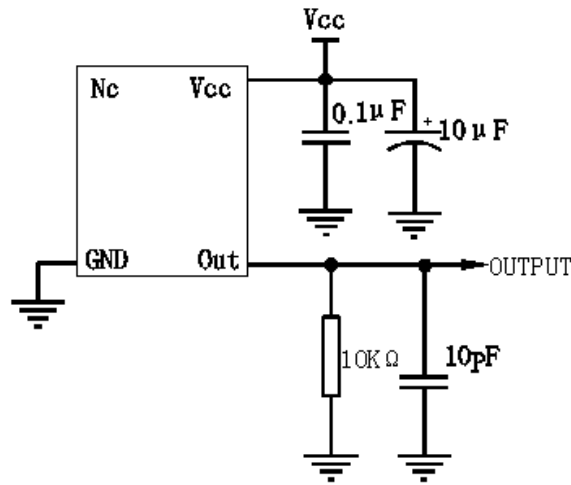 Vcc
Nc Vcc
0.1μF
+
10μF
GND Out
OUTPUT
10KΩ
10pF